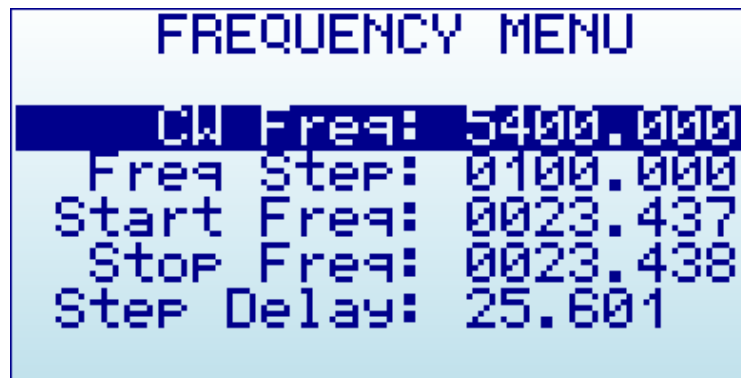 FREQUENCY MENU
CW Freq: 5400.000
Freq Step: 0100.000
Start Freq: 0023.437
Stop Freq: 0023.438
Step Delay: 25.601